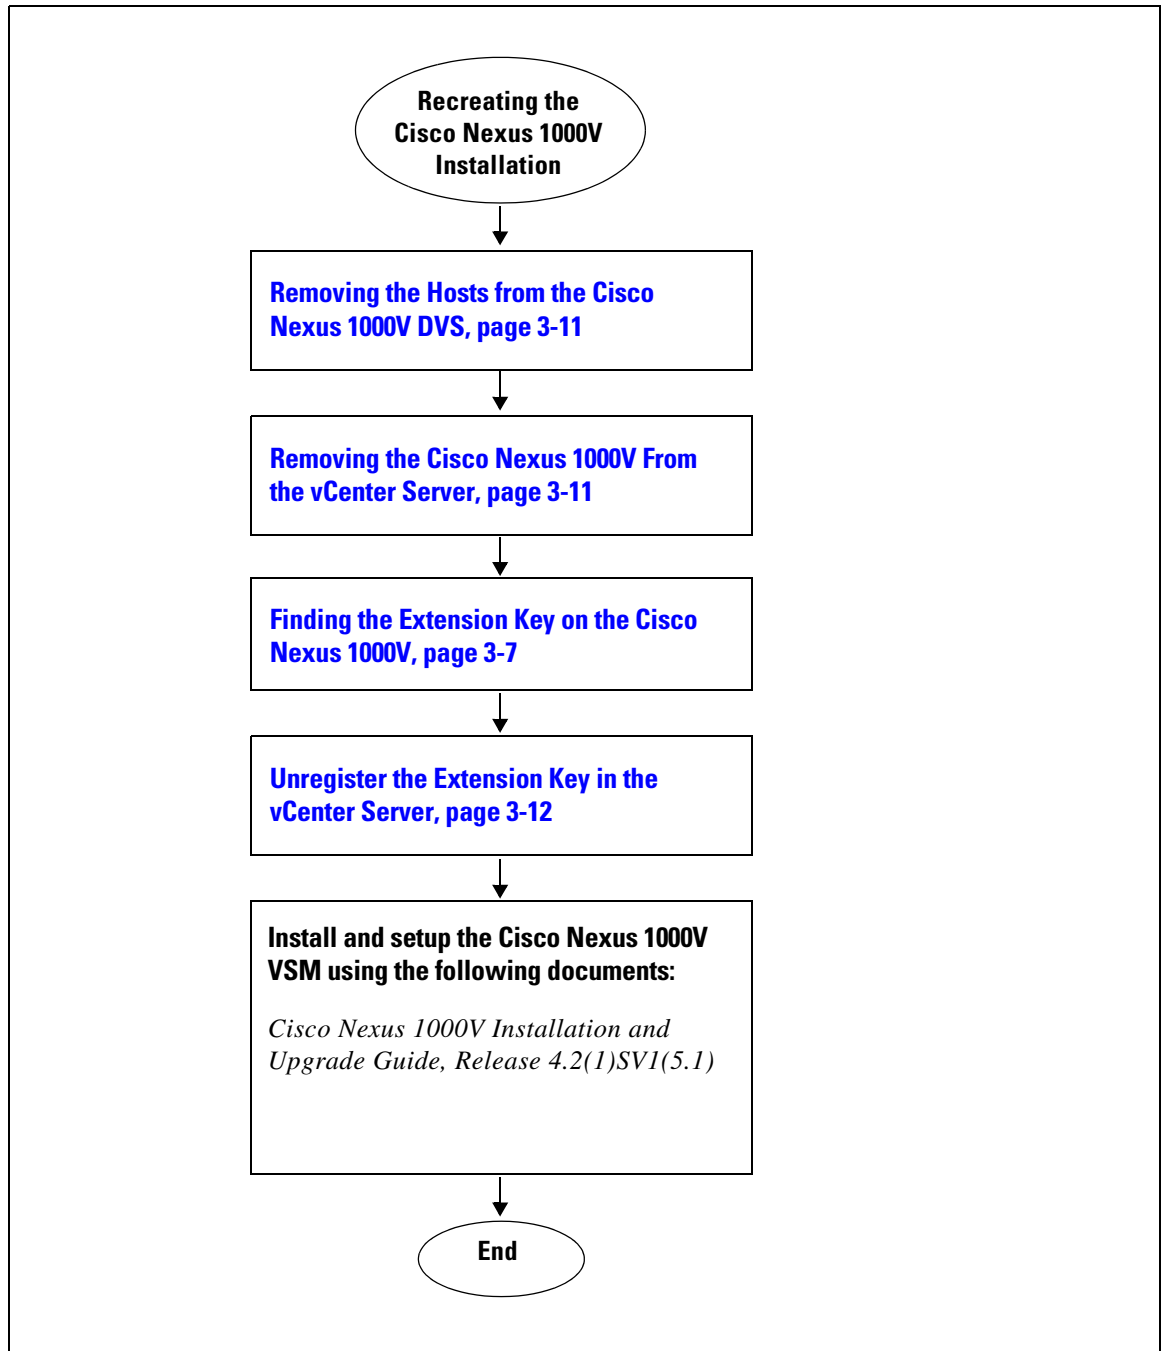 Recreating the
Cisco Nexus 1000V
Installation
Removing the Hosts from the Cisco
Nexus 1000V DVS, page 3-11
Removing the Cisco Nexus 1000V From
the vCenter Server, page 3-11
Finding the Extension Key on the Cisco
Nexus 1000V, page 3-7
Unregister the Extension Key in the
vCenter Server, page 3-12
Install and setup the Cisco Nexus 1000V
VSM using the following documents:
Cisco Nexus 1000V Installation and
Upgrade Guide, Release 4.2(1)SV1(5.1)
End